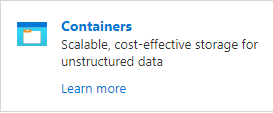 Containers
Scalable, cost-effective storage for
unstructured data
Learn more